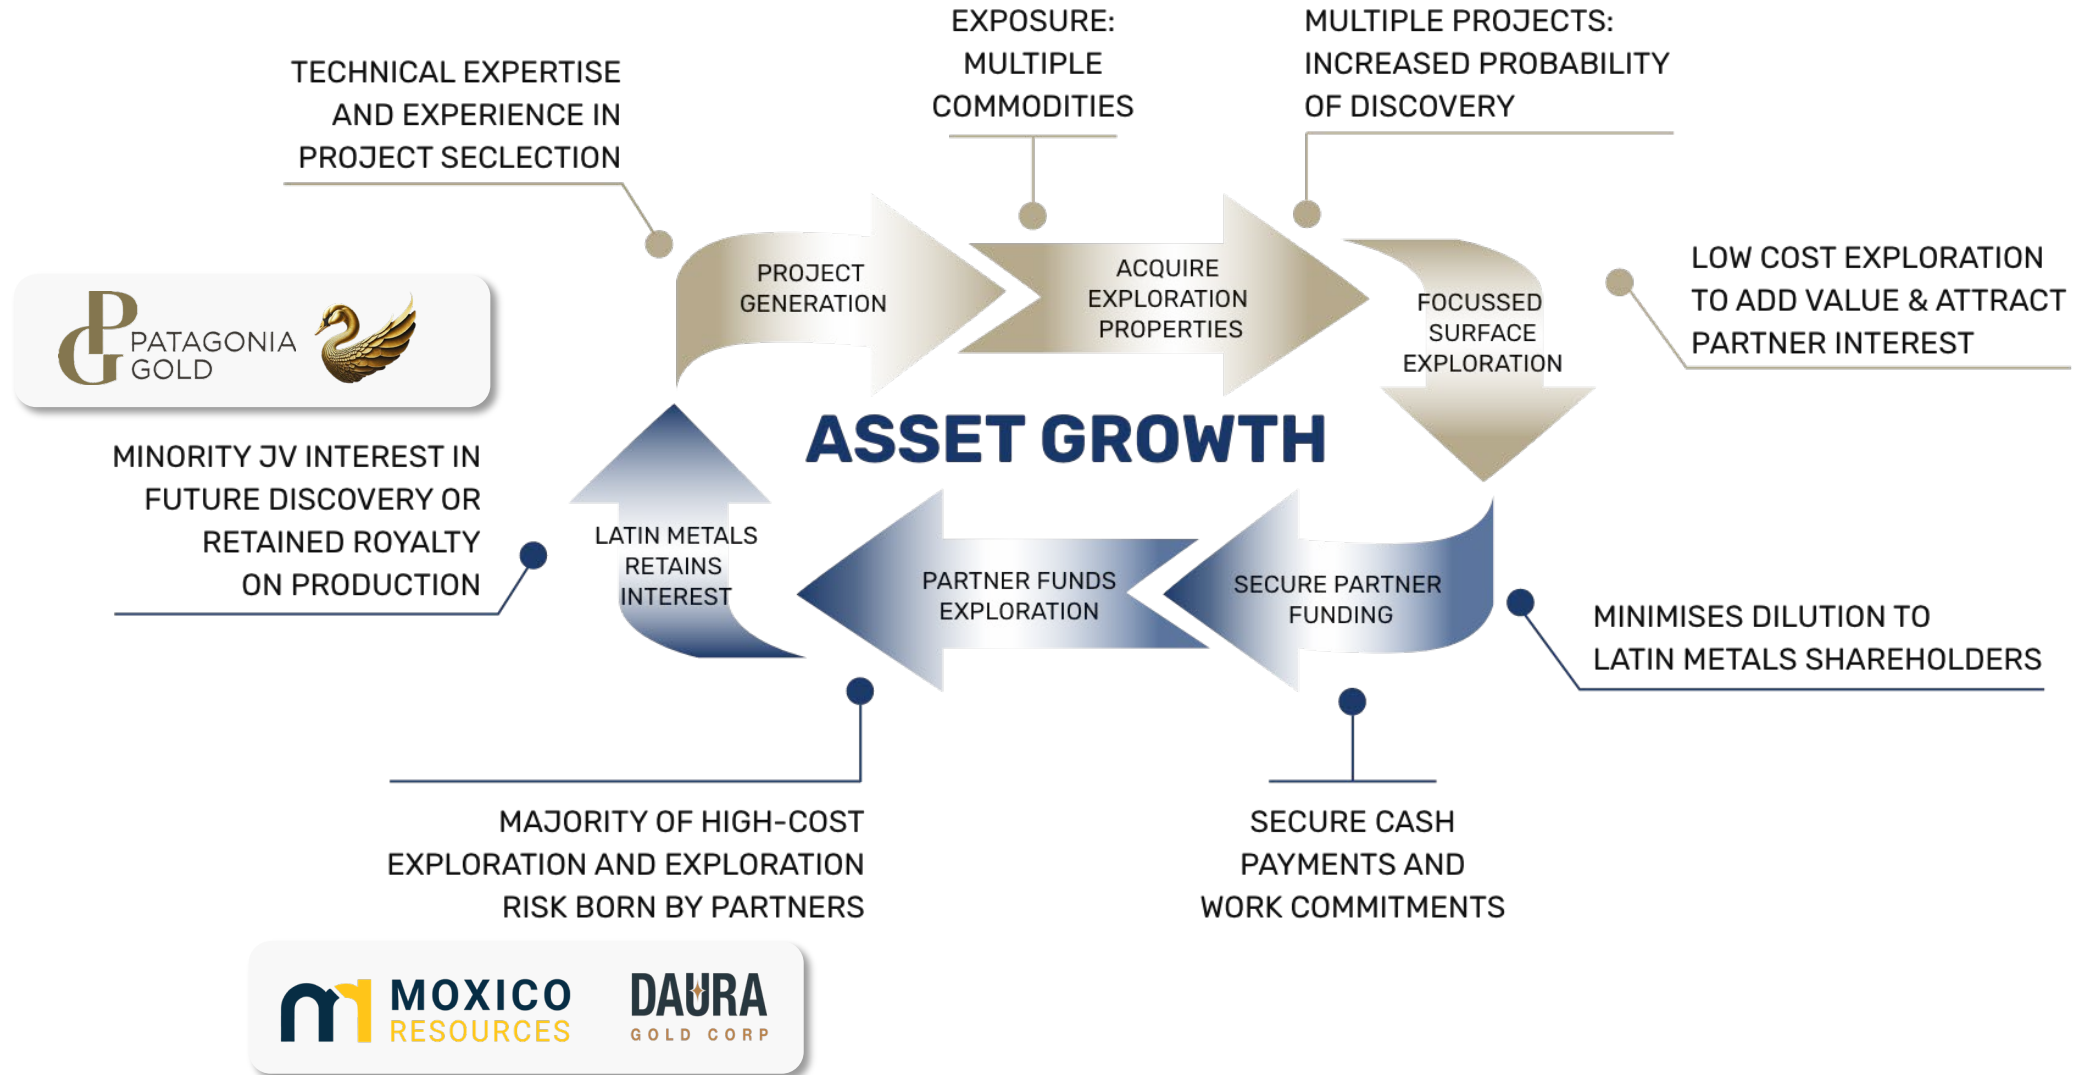 TECHNICAL EXPERTISE
AND EXPERIENCE IN
PROJECT SECLECTION
EXPOSURE:
MULTIPLE
COMMODITIES
MULTIPLE PROJECTS:
INCREASED PROBABILITY
OF DISCOVERY
LOW COST EXPLORATION
TO ADD VALUE & ATTRACT
PARTNER INTEREST
PROJECT
GENERATION
ACQUIRE
EXPLORATION
PROPERTIES
FOCUSSED
SURFACE
EXPLORATION
PG
PATAGONIA
GOLD
ASSET GROWTH
MINORITY JV INTEREST IN
FUTURE DISCOVERY OR
RETAINED ROYALTY
ON PRODUCTION
LATIN METALS
RETAINS
INTEREST
PARTNER FUNDS
EXPLORATION
SECURE PARTNER
FUNDING
MINIMISES DILUTION TO
LATIN METALS SHAREHOLDERS
MAJORITY OF HIGH-COST
EXPLORATION AND EXPLORATION
RISK BORN BY PARTNERS
SECURE CASH
PAYMENTS AND
WORK COMMITMENTS
MOXICO
RESOURCES
DAURA
GOLD CORP